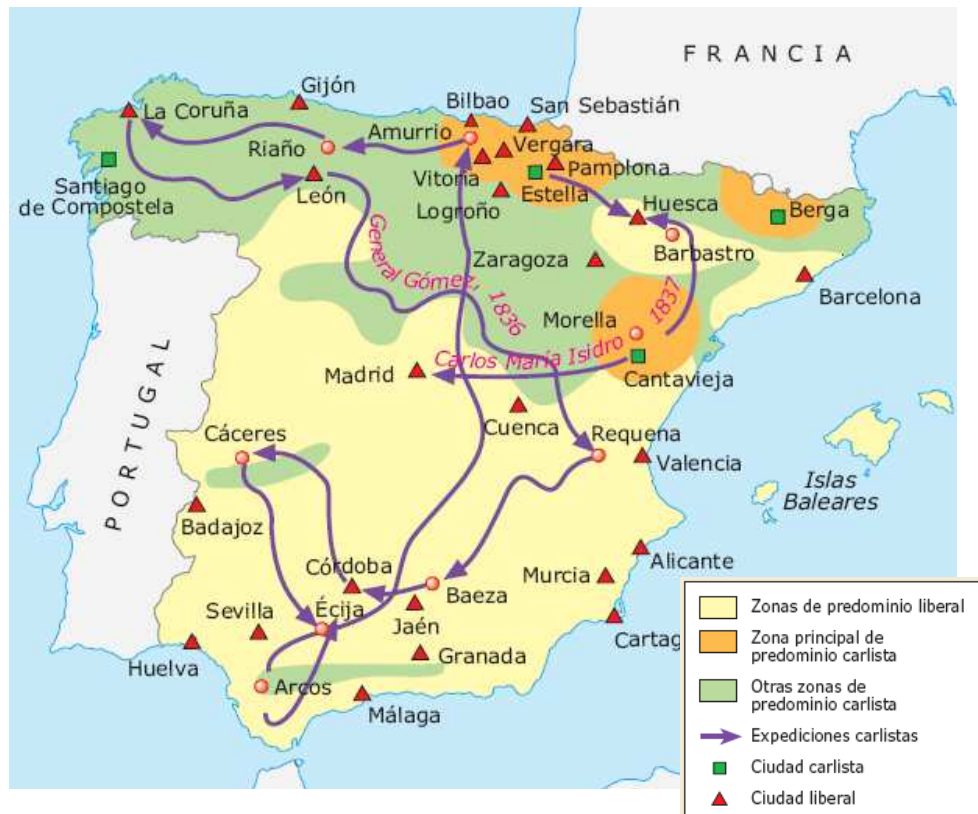 FRANCIA
PORTUGAL
Gijón
La Coruña
Bilbao
San Sebastián
Amurrio
Riaño
Vergara
Pamplona
Vitoria
Santiago
de Compostela
León
Estella
Logroño
Huesca
Berga
Barbastro
Zaragoza
Barcelona
General Gómez, 1836
Morella
1837
Carlos María Isidro
Madrid
Cantavieja
Cuenca
Cáceres
Requena
Valencia
Islas
Baleares
Badajoz
Córdoba
Alicante
Murcia
Baeza
Sevilla
Écija
Jaén
Cartag
Huelva
Granada
Arcos
Málaga
Zonas de predominio liberal
Zona principal de
predominio carlista
Otras zonas de
predominio carlista
Expediciones carlistas
Ciudad carlista
Ciudad liberal